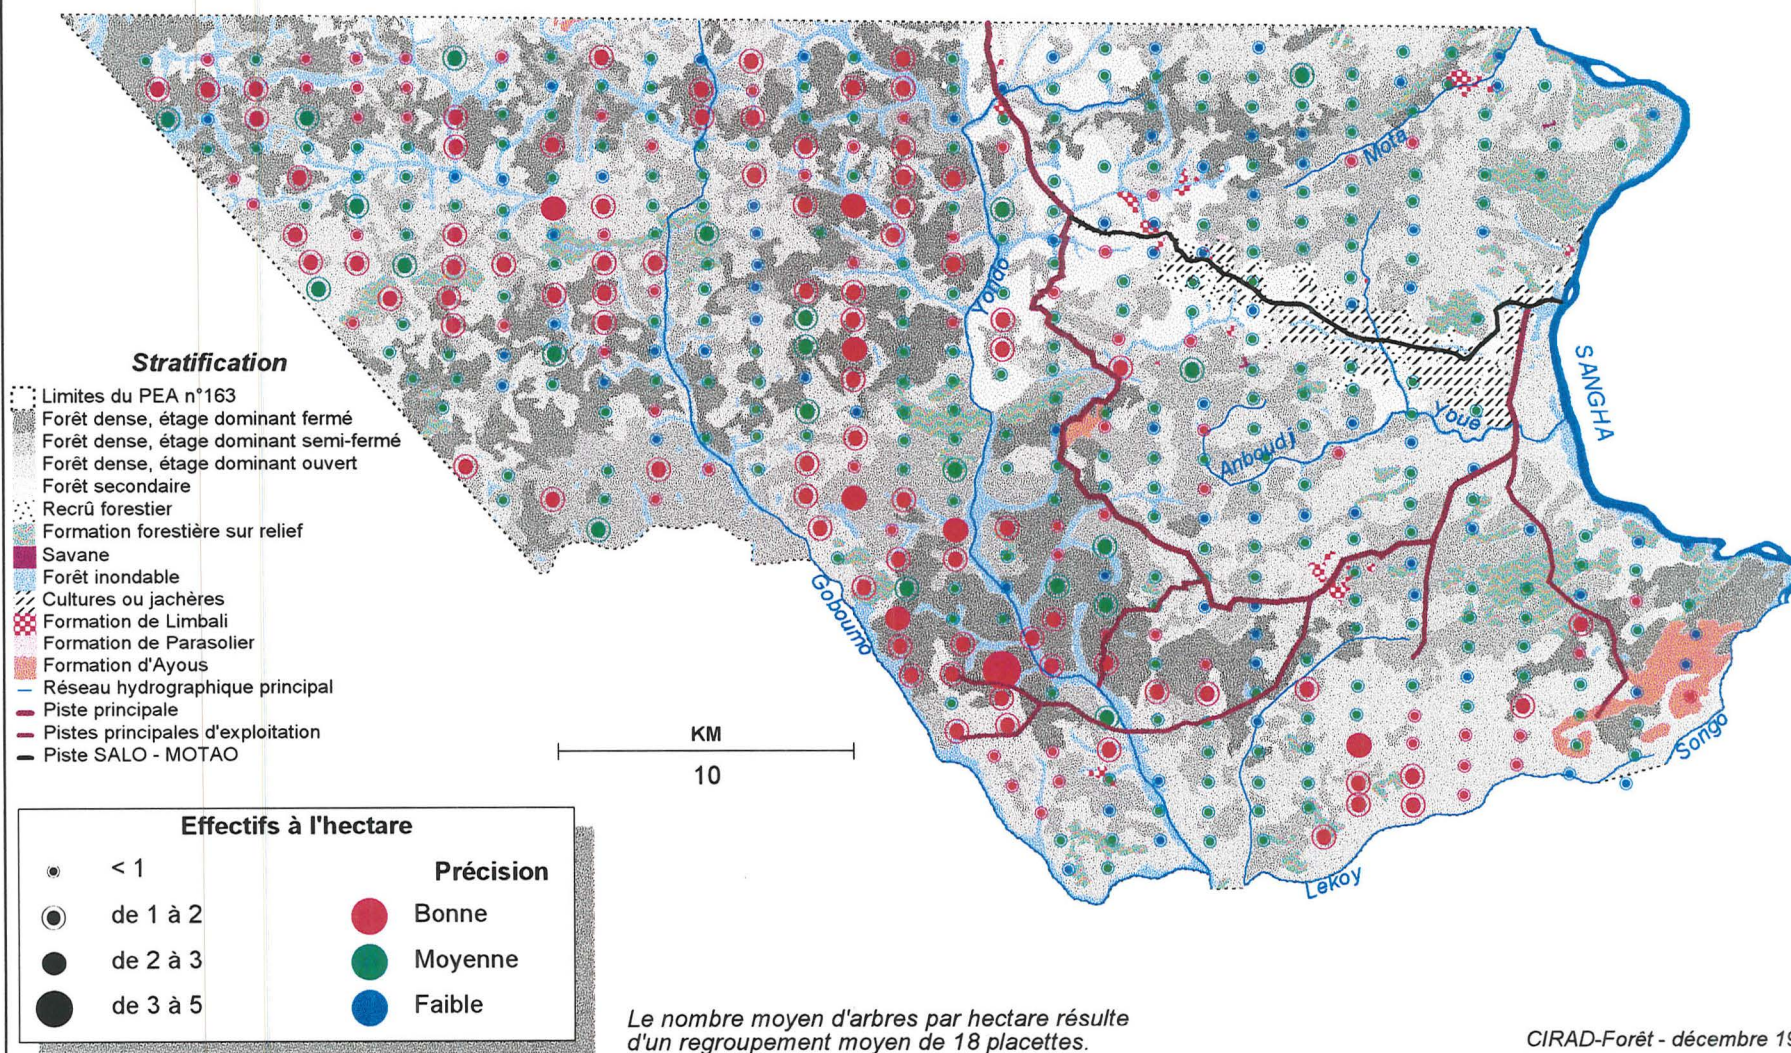 Mota
Yondo
SANGHA
Youe
Anboudj
Goboumo
Songo
Lekoy
Stratification
Limites du PEA n°163
Forêt dense, étage dominant fermé
Forêt dense, étage dominant semi-fermé
Forêt dense, étage dominant ouvert
Forêt secondaire
Recrû forestier
Formation forestière sur relief
Savane
Forêt inondable
Cultures ou jachères
Formation de Limbali
Formation de Parasolier
Formation d'Ayous
Réseau hydrographique principal
Piste principale
Pistes principales d'exploitation
Piste SALO - MOTAO
KM
10
Effectifs à l'hectare
< 1
Précision
de 1 à 2
Bonne
de 2 à 3
Moyenne
de 3 à 5
Faible
Le nombre moyen d'arbres par hectare résulte
d'un regroupement moyen de 18 placettes.
CIRAD-Forêt - décembre 19